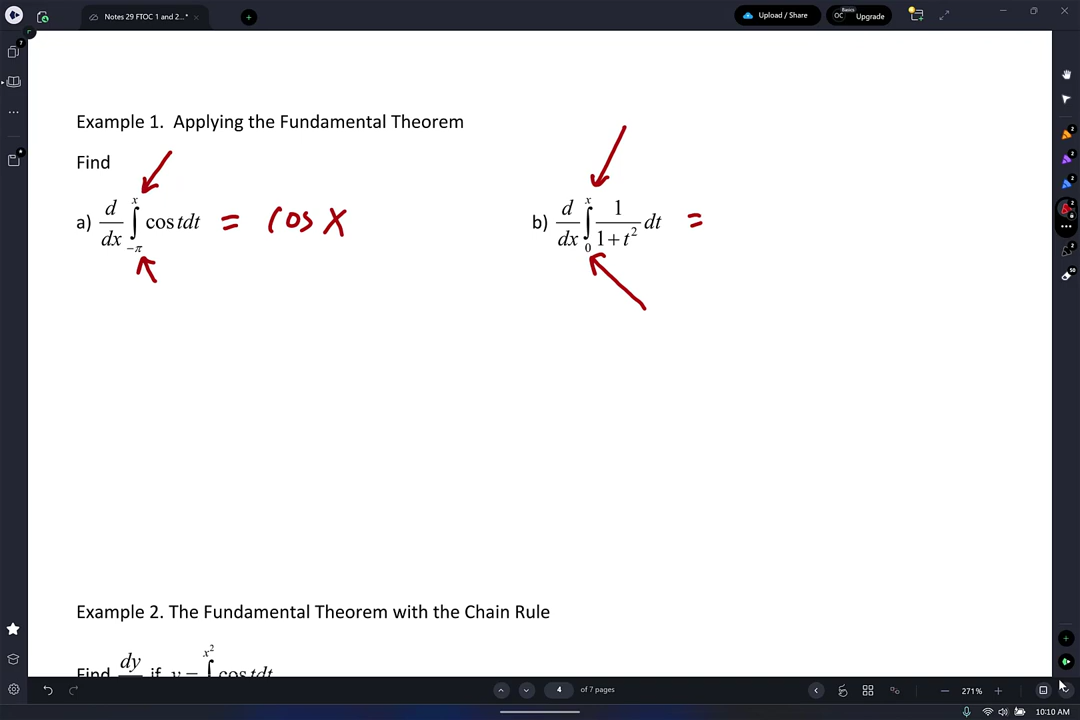 Notes 29 FTOC 1 and 2...*
Upload / Share
OC
Basics
Upgrade
Example 1. Applying the Fundamental Theorem
Find
a) d/dx ∫_{-π}^{x} cos t dt = cos x
b) d/dx ∫_{0}^{x} 1/(1+t²) dt =
Example 2. The Fundamental Theorem with the Chain Rule
Find dy if y = ∫^{x²} cos t dt
4
of 7 pages
271%
10:10 AM